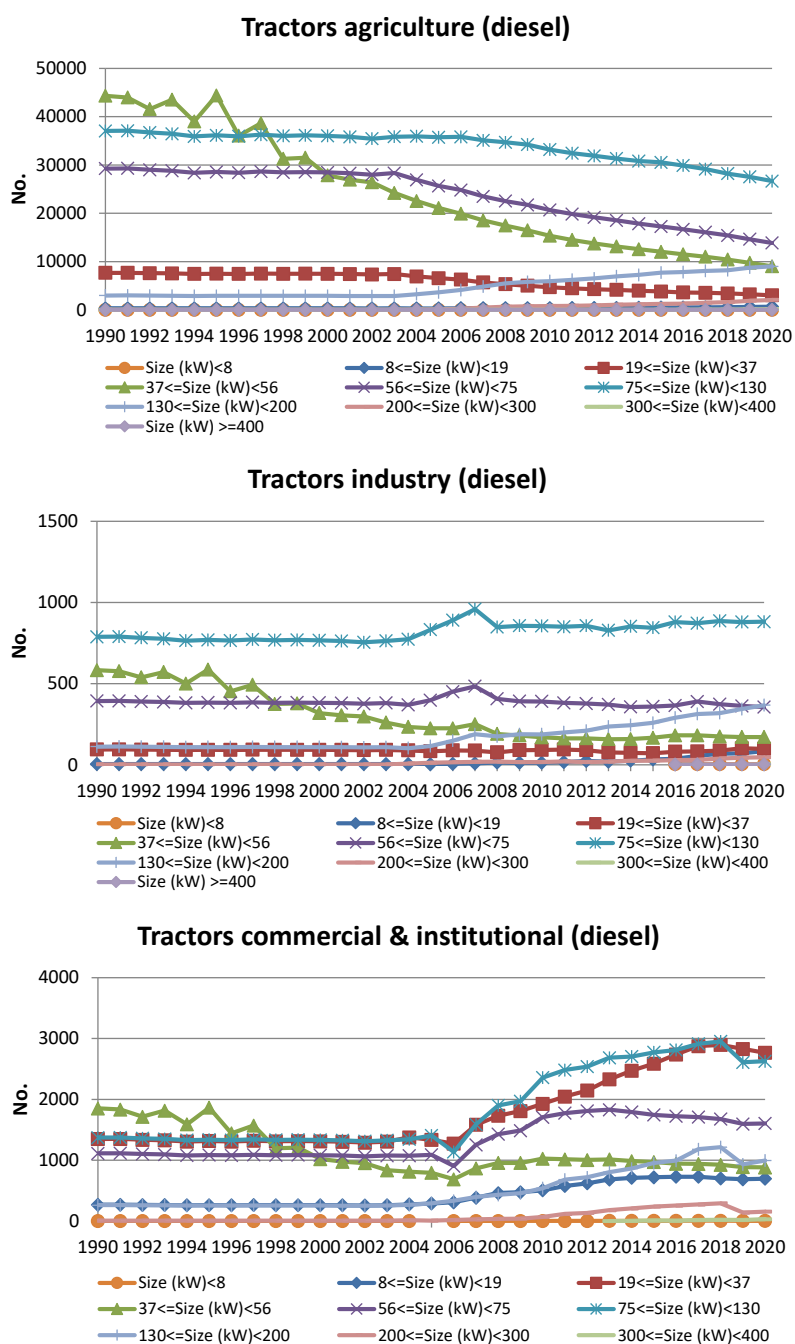 Tractors agriculture (diesel)
50000
40000
30000
20000
10000
0
No.
1990 1992 1994 1996 1998 2000 2002 2004 2006 2008 2010 2012 2014 2016 2018 2020
Size (kW)<8 8<=Size (kW)<19 19<=Size (kW)<37
37<=Size (kW)<56 56<=Size (kW)<75 75<=Size (kW)<130
130<=Size (kW)<200 200<=Size (kW)<300 300<=Size (kW)<400
Size (kW) >=400
Tractors industry (diesel)
1500
1000
500
0
No.
1990 1992 1994 1996 1998 2000 2002 2004 2006 2008 2010 2012 2014 2016 2018 2020
Size (kW)<8 8<=Size (kW)<19 19<=Size (kW)<37
37<=Size (kW)<56 56<=Size (kW)<75 75<=Size (kW)<130
130<=Size (kW)<200 200<=Size (kW)<300 300<=Size (kW)<400
Size (kW) >=400
Tractors commercial & institutional (diesel)
4000
3000
2000
1000
0
No.
1990 1992 1994 1996 1998 2000 2002 2004 2006 2008 2010 2012 2014 2016 2018 2020
Size (kW)<8 8<=Size (kW)<19 19<=Size (kW)<37
37<=Size (kW)<56 56<=Size (kW)<75 75<=Size (kW)<130
130<=Size (kW)<200 200<=Size (kW)<300 300<=Size (kW)<400